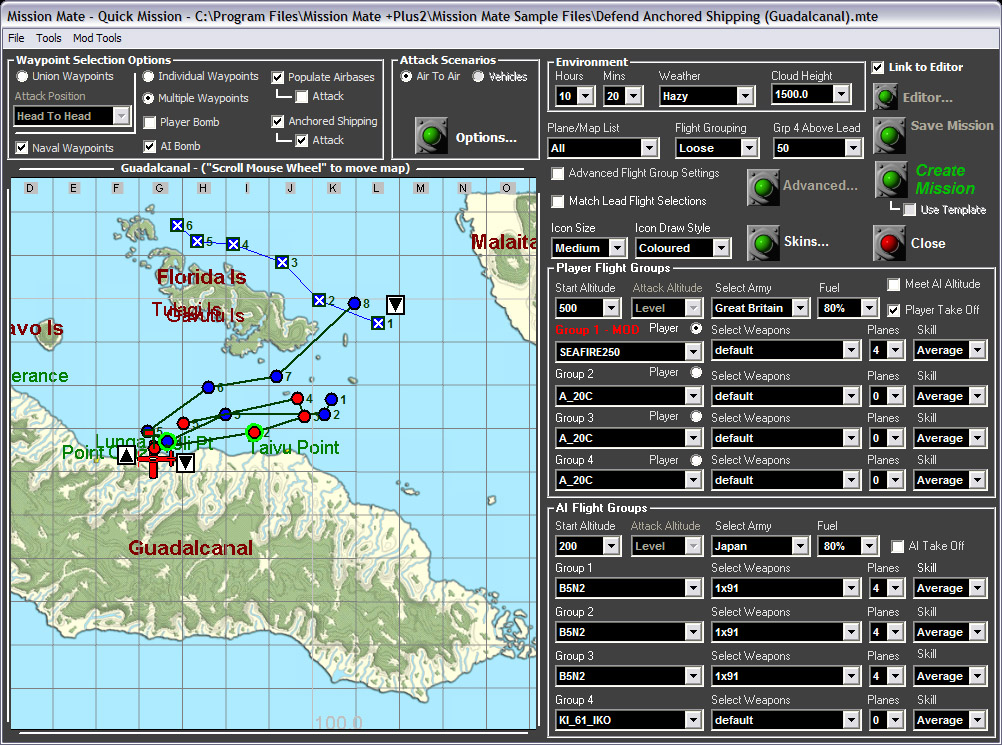 Mission Mate - Quick Mission - C:\Program Files\Mission Mate +Plus2\Mission Mate Sample Files\Defend Anchored Shipping (Guadalcanal).mte
File Tools Mod Tools
Waypoint Selection Options
Union Waypoints
Attack Position
Head To Head
Naval Waypoints
Individual Waypoints
Multiple Waypoints
Player Bomb
AI Bomb
Populate Airbases
Attack
Anchored Shipping
Attack
Attack Scenarios
Air To Air Vehicles
Options...
Guadalcanal - ("Scroll Mouse Wheel" to move map)
D E F G H I J K L M N O
6
5
4
3
2
1
8
Malaita
Florida Is
Tulagi Is
Gavutu Is
avo Is
erance
7
6
4
1
3
2
5
2
Taivu Point
Guadalcanal
100.0
Environment
Hours Mins Weather Cloud Height
10 20 Hazy 1500.0
Link to Editor
Editor...
Plane/Map List Flight Grouping Grp 4 Above Lead
All Loose 50
Save Mission
Advanced Flight Group Settings
Match Lead Flight Selections
Advanced...
Create Mission
Use Template
Icon Size Icon Draw Style
Medium Coloured
Skins...
Close
Player Flight Groups
Start Altitude Attack Altitude Select Army Fuel
500 Level Great Britain 80%
Meet AI Altitude
Player Take Off
Group 1 - MOD Player Select Weapons Planes Skill
SEAFIRE250 default 4 Average
Group 2 Player Select Weapons Planes Skill
A_20C default 0 Average
Group 3 Player Select Weapons Planes Skill
A_20C default 0 Average
Group 4 Player Select Weapons Planes Skill
A_20C default 0 Average
AI Flight Groups
Start Altitude Attack Altitude Select Army Fuel
200 Level Japan 80%
AI Take Off
Group 1 Select Weapons Planes Skill
B5N2 1x91 4 Average
Group 2 Select Weapons Planes Skill
B5N2 1x91 4 Average
Group 3 Select Weapons Planes Skill
B5N2 1x91 4 Average
Group 4 Select Weapons Planes Skill
KI_61_IKO default 0 Average